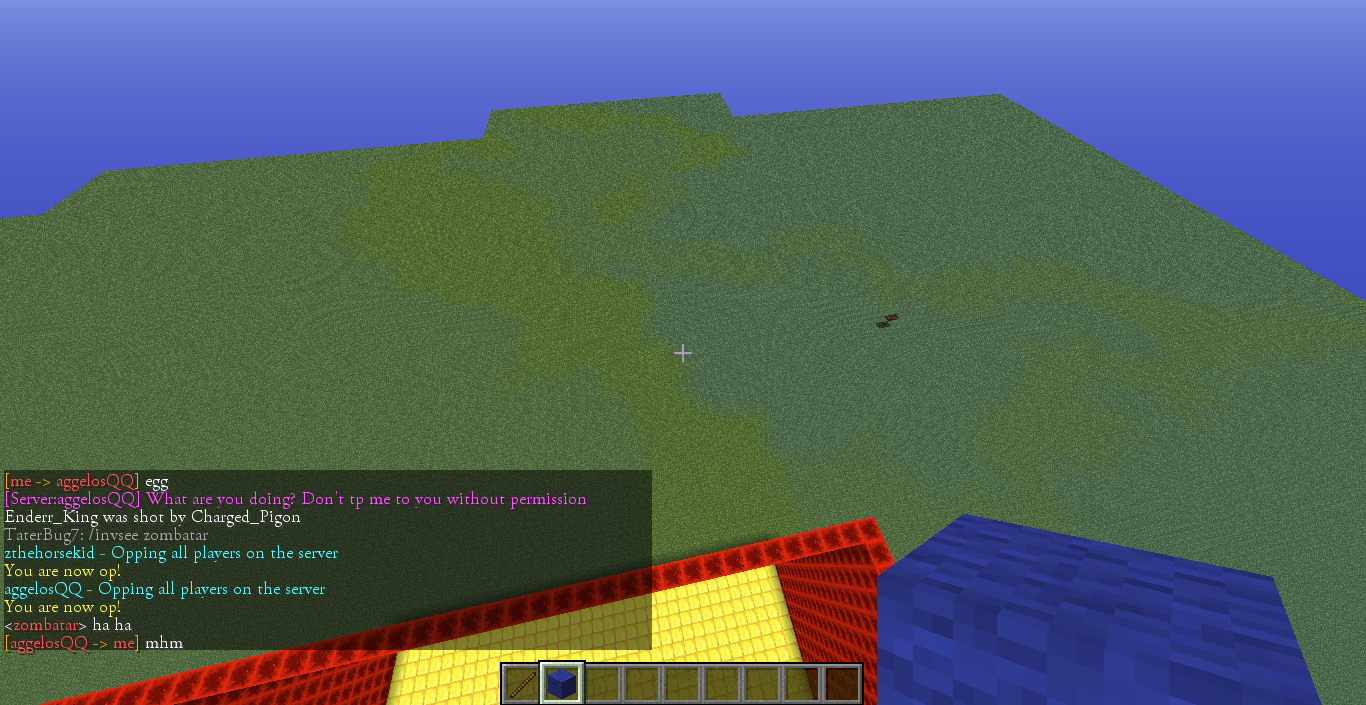 [me -> aggelosQQ] egg
[Server:aggelosQQ] What are you doing? Don't tp me to you without permission
Enderr_King was shot by Charged_Pigon
TaterBug7: /invsee zombatar
zthehorsekid - Opping all players on the server
You are now op!
aggelosQQ - Opping all players on the server
You are now op!
<zombatar> ha ha
[aggelosQQ -> me] mhm